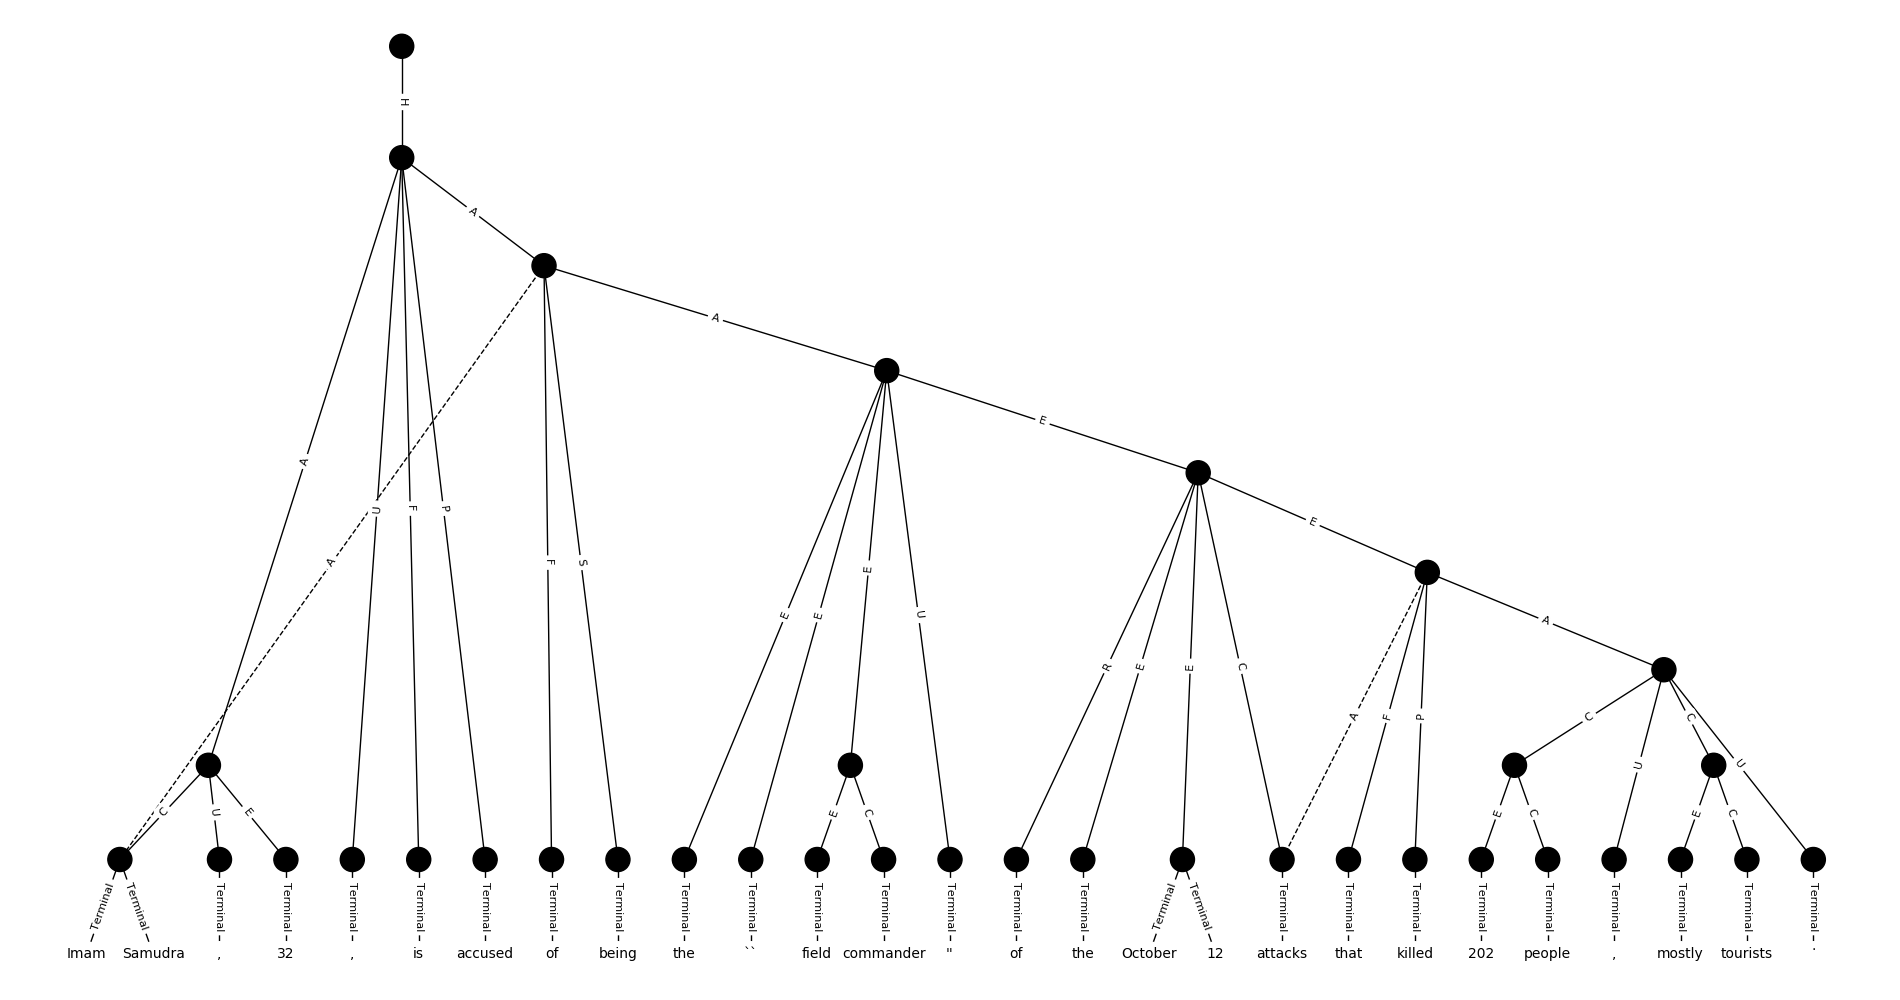 H
A
A
A
E
A
U
F
P
E
A
F
S
E
A
E
E
U
R
E
E
C
A
F
P
C
U
C
U
C
U
E
E
C
E
C
E
C
Terminal Terminal Terminal Terminal Terminal Terminal Terminal Terminal Terminal Terminal Terminal Terminal Terminal Terminal Terminal Terminal Terminal Terminal Terminal Terminal Terminal Terminal Terminal Terminal Terminal Terminal Terminal
Imam Samudra , 32 , is accused of being the `` field commander " of the October 12 attacks that killed 202 people , mostly tourists .